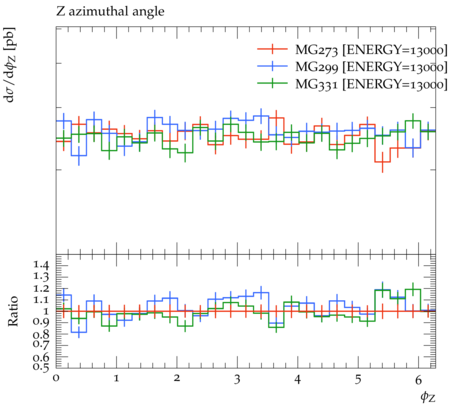 Z azimuthal angle
dσ/dϕZ [pb]
MG273 [ENERGY=13000]
MG299 [ENERGY=13000]
MG331 [ENERGY=13000]
Ratio
1.4
1.3
1.2
1.1
1
0.9
0.8
0.7
0.6
0.5
0 1 2 3 4 5 6
ϕZ